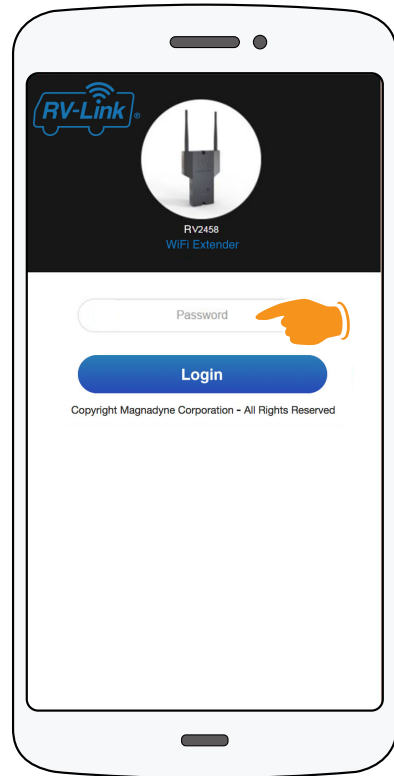 RV-Link®
RV2458
WiFi Extender
Password
Login
Copyright Magnadyne Corporation - All Rights Reserved